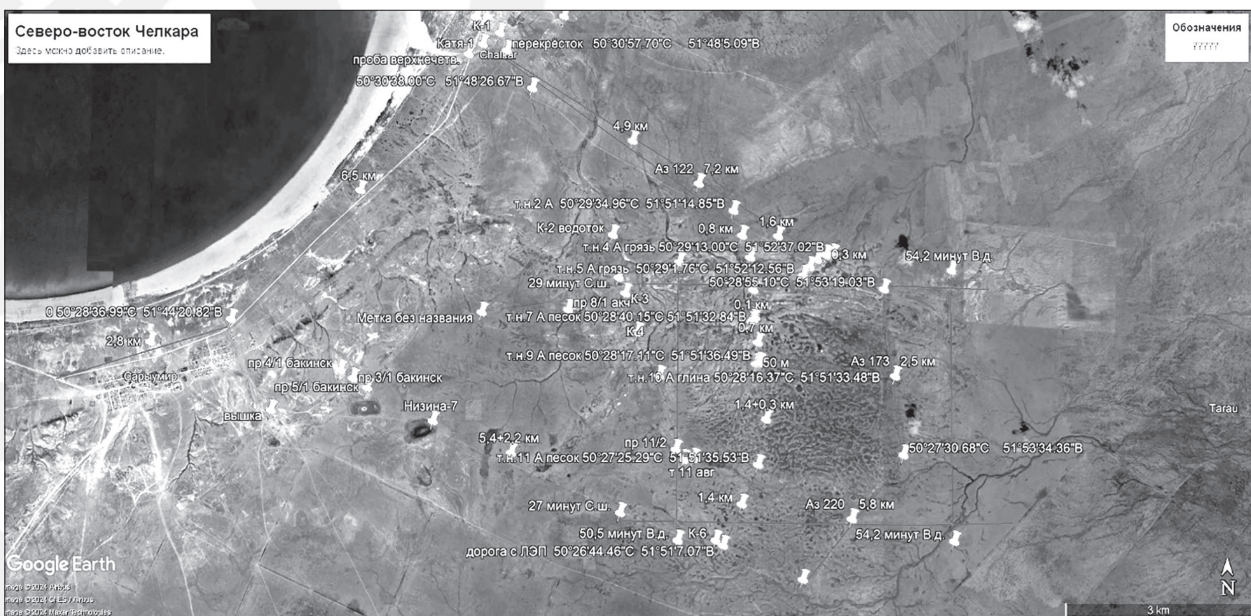 Северо-восток Челкара
Здесь можно добавить описание.
Обозначения
?????
К-1
Катя-1
перекресток 50°30'57.70"С 51°48'5.09"В
Chalkar
проба верхнечетв.
50°30'38.00"С 51°48'26.67"В
4,9 км
6,5 км
Аз 122 7,2 км
т.н.2 А 50°29'34.96"С 51°51'14.85"В
1,6 км
К-2 водоток
0,8 км
т.н.4 А грязь 50°29'13.00"С 51°52'37.02"В
0,3 км
54,2 минут В.д.
т.н.5 А грязь 50°29'1.76"С 51°52'12.56"В
29 минут С.ш.
50°28'55.10"С 51°53'19.03"В
К-3
пр 8/1 акч
0,1 км
0 50°28'36.99"С 51°44'20.82"В
Метка без названия
т.н.7 А песок 50°28'40.15"С 51°51'32.84"В
К-4
0,7 км
2,8 км
т.н.9 А песок 50°28'17.11"С 51°51'36.49"В
50 м
Аз 173 2,5 км
пр 4/1 бакинск
Сарыумир
пр 3/1 бакинск
т.н.10 А глина 50°28'16.37"С 51°51'33.48"В
пр 5/1 бакинск
Низина-7
1,4+0,3 км
Tarau
вышка
5,4+2,2 км
пр 11/2
50°27'30.68"С 51°53'34.36"В
т.н.11 А песок 50°27'25.29"С 51°51'35.53"В
т 11 авг
1,4 км
27 минут С.ш.
Аз 220 5,8 км
50,5 минут В.д.
К-6
54,2 минут В.д.
дорога с ЛЭП 50°26'44.46"С 51°51'7.07"В
Google Earth
Image © 2024 Airbus
Image © 2024 CNES / Airbus
Image © 2024 Maxar Technologies
N
3 km